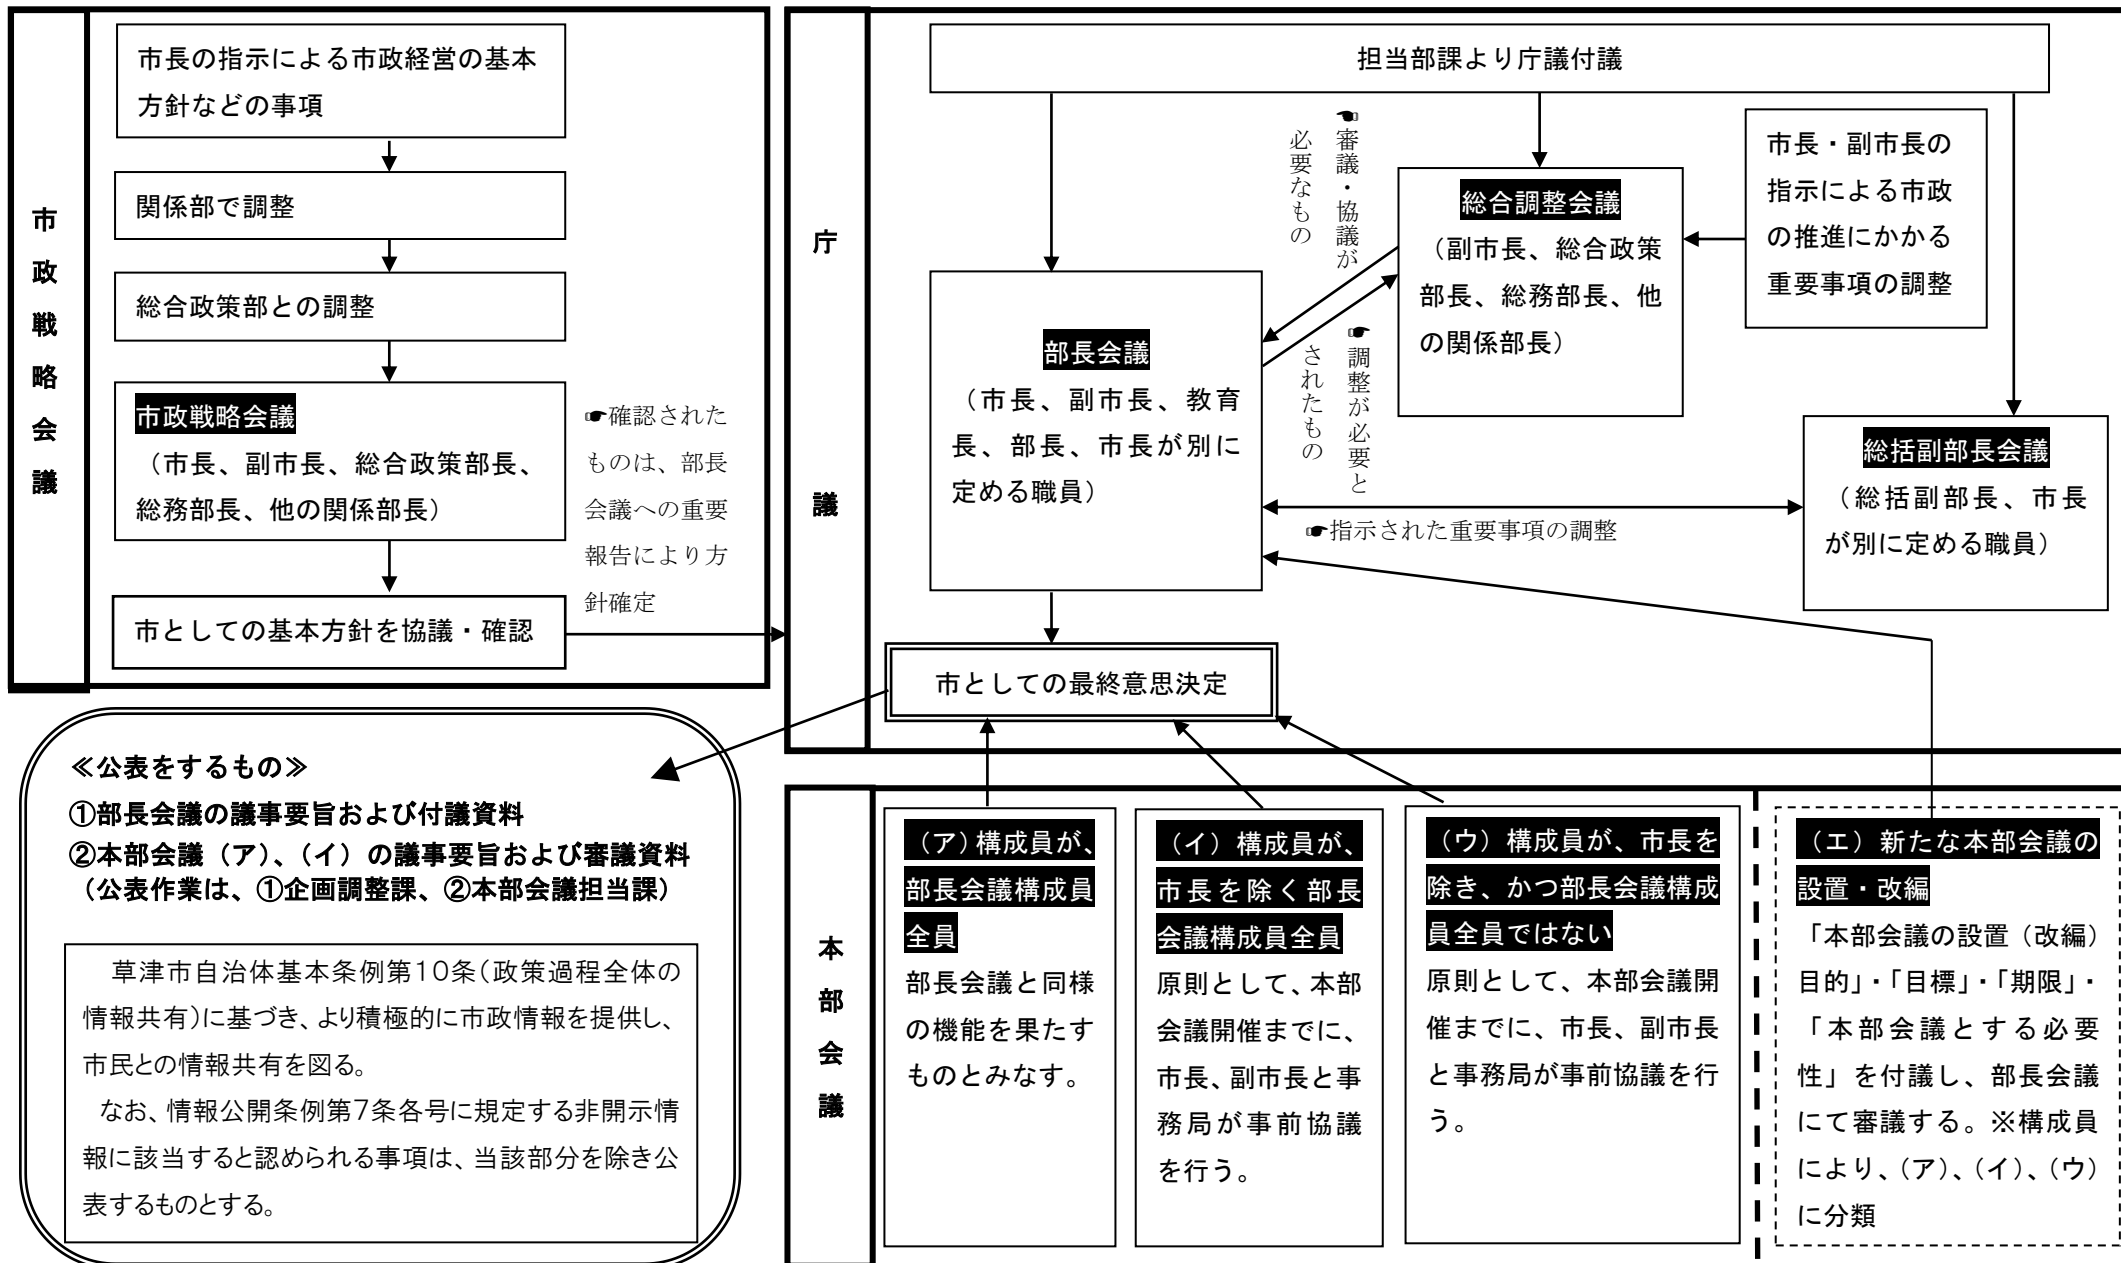 市政戦略会議
市長の指示による市政経営の基本
方針などの事項
関係部で調整
総合政策部との調整
市政戦略会議
（市長、副市長、総合政策部長、
総務部長、他の関係部長）
市としての基本方針を協議・確認
☞確認された
ものは、部長
会議への重要
報告により方
針確定
庁議
担当部課より庁議付議
☚審議・協議が
必要なもの
総合調整会議
（副市長、総合政策
部長、総務部長、他
の関係部長）
市長・副市長の
指示による市政
の推進にかかる
重要事項の調整
部長会議
（市長、副市長、教育
長、部長、市長が別に
定める職員）
☞調整が必要と
されたもの
総括副部長会議
（総括副部長、市長
が別に定める職員）
☞指示された重要事項の調整
市としての最終意思決定
≪公表をするもの≫
①部長会議の議事要旨および付議資料
②本部会議（ア）、（イ）の議事要旨および審議資料
（公表作業は、①企画調整課、②本部会議担当課）
草津市自治体基本条例第10条（政策過程全体の
情報共有）に基づき、より積極的に市政情報を提供し、
市民との情報共有を図る。
なお、情報公開条例第7条各号に規定する非開示情
報に該当すると認められる事項は、当該部分を除き公
表するものとする。
本部会議
（ア）構成員が、
部長会議構成員
全員
部長会議と同様
の機能を果たす
ものとみなす。
（イ）構成員が、
市長を除く部長
会議構成員全員
原則として、本部
会議開催までに、
市長、副市長と事
務局が事前協議
を行う。
（ウ）構成員が、市長を
除き、かつ部長会議構成
員全員ではない
原則として、本部会議開
催までに、市長、副市長
と事務局が事前協議を行
う。
（エ）新たな本部会議の
設置・改編
「本部会議の設置（改編）
目的」・「目標」・「期限」・
「本部会議とする必要
性」を付議し、部長会議
にて審議する。※構成員
により、（ア）、（イ）、（ウ）
に分類